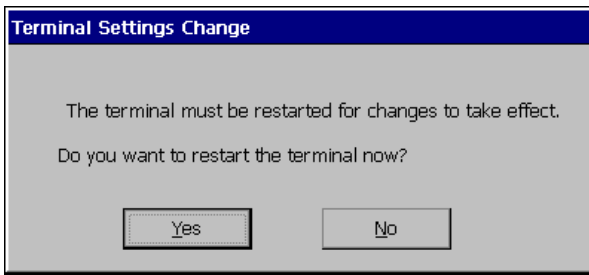 Terminal Settings Change
The terminal must be restarted for changes to take effect.
Do you want to restart the terminal now?
Yes
No